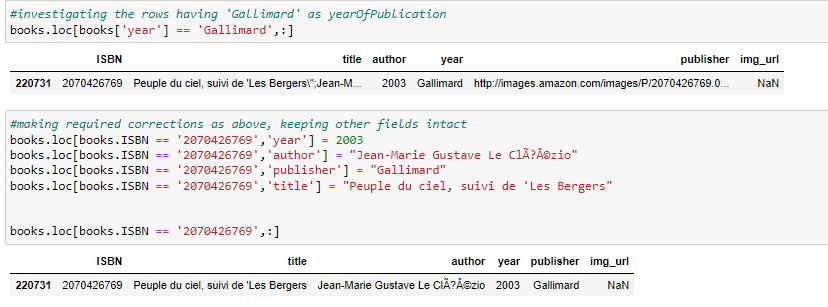 #investigating the rows having 'Gallimard' as yearOfPublication
books.loc[books['year'] == 'Gallimard',:]
ISBN title author year publisher img_url
220731 2070426769 Peuple du ciel, suivi de 'Les Bergers\";Jean-M... 2003 Gallimard http://images.amazon.com/images/P/2070426769.0... NaN
#making required corrections as above, keeping other fields intact
books.loc[books.ISBN == '2070426769','year'] = 2003
books.loc[books.ISBN == '2070426769','author'] = "Jean-Marie Gustave Le ClÃ?Â©zio"
books.loc[books.ISBN == '2070426769','publisher'] = "Gallimard"
books.loc[books.ISBN == '2070426769','title'] = "Peuple du ciel, suivi de 'Les Bergers"
books.loc[books.ISBN == '2070426769',:]
ISBN title author year publisher img_url
220731 2070426769 Peuple du ciel, suivi de 'Les Bergers Jean-Marie Gustave Le ClÃ?Â©zio 2003 Gallimard NaN